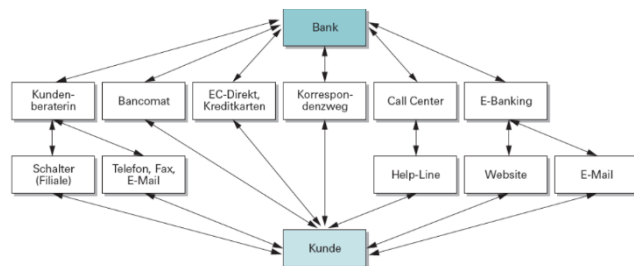 Bank
Kunden-
beraterin
Bancomat
EC-Direkt,
Kreditkarten
Korrespon-
denzweg
Call Center
E-Banking
Schalter
(Filiale)
Telefon, Fax,
E-Mail
Help-Line
Website
E-Mail
Kunde